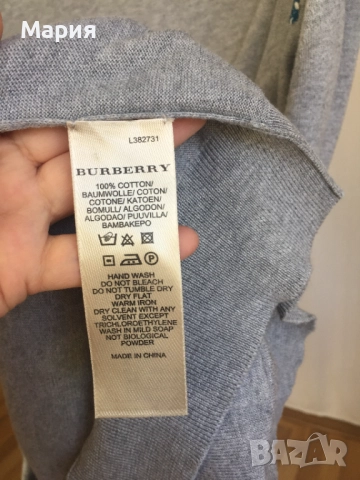 Мария
L382731
BURBERRY
100% COTTON/
BAUMWOLLE/ COTON/
COTONE/ KATOEN/
BOMULL/ ALGODON/
ALGODAO/ PUUVILLA/
BAMBAKEPO
HAND WASH
DO NOT BLEACH
DO NOT TUMBLE DRY
DRY FLAT
WARM IRON
DRY CLEAN WITH ANY
SOLVENT EXCEPT
TRICHLOROETHYLENE
WASH IN MILD SOAP
NOT BIOLOGICAL
POWDER
MADE IN CHINA
BAZAR